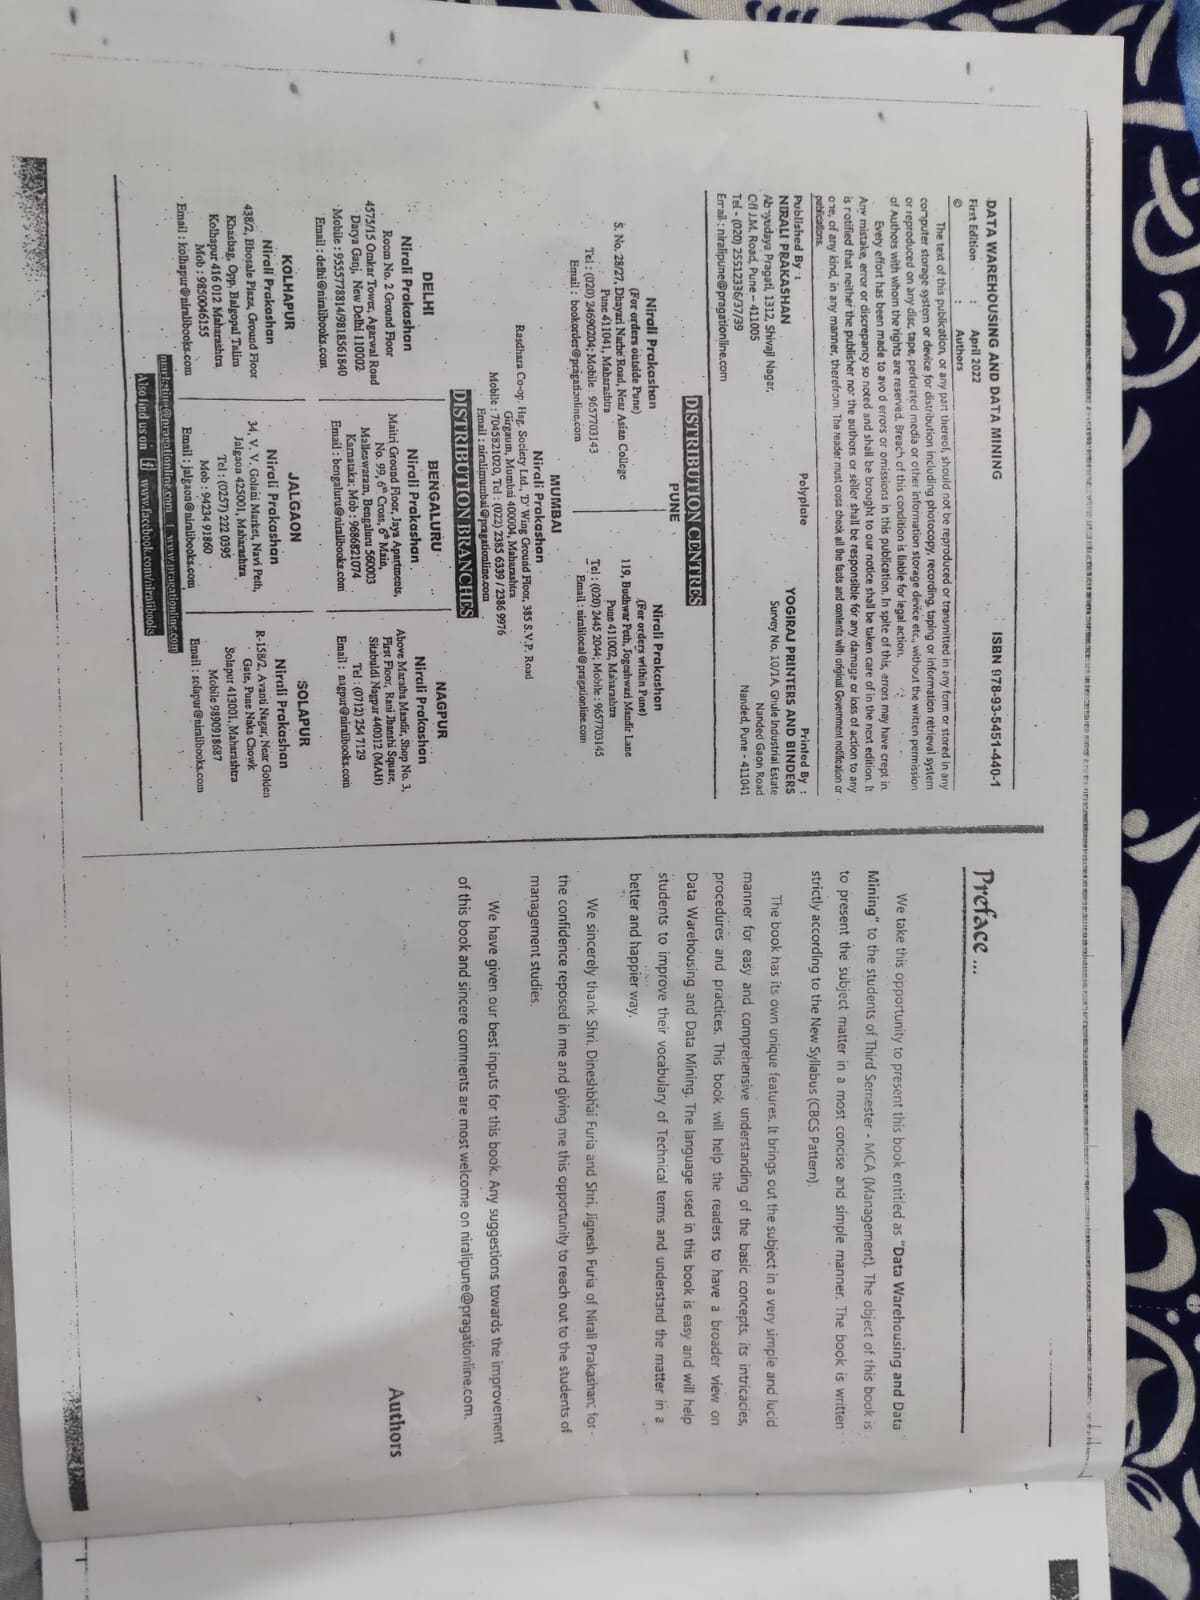 DATA WAREHOUSING AND DATA MINING ISBN 978-93-5451-440-1
First Edition : April 2022
© : Authors
The text of this publication, or any part thereof, should not be reproduced or transmitted in any form or stored in any
computer storage system or device for distribution including photocopy, recording, taping or information retrieval system
or reproduced on any disc, tape, perforated media or other information storage device etc., without the written permission
of Authors with whom the rights are reserved. Breach of this condition is liable for legal action.
Every effort has been made to avoid errors or omissions in this publication. In spite of this, errors may have crept in.
Any mistake, error or discrepancy so noted and shall be brought to our notice shall be taken care of in the next edition. It
is notified that neither the publisher nor the authors or seller shall be responsible for any damage or loss of action to any
one, of any kind, in any manner, therefrom. The reader must cross check all the facts and contents with original Government notification or
publications.
Published By : Polyplate Printed By :
NIRALI PRAKASHAN YOGIRAJ PRINTERS AND BINDERS
Abhyudaya Pragati, 1312, Shivaji Nagar, Survey No. 10/1A, Ghule Industrial Estate
Off J.M. Road, Pune – 411005 Nanded Gaon Road
Tel - (020) 25512336/37/39 Nanded, Pune - 411041
Email : niralipune@pragationline.com
DISTRIBUTION CENTRES
PUNE
Nirali Prakashan
(For orders outside Pune)
S. No. 28/27, Dhayari Narhe Road, Near Asian College
Pune 411041, Maharashtra
Tel : (020) 24690204; Mobile : 9657703143
Email : bookorder@pragationline.com
Nirali Prakashan
(For orders within Pune)
119, Budhwar Peth, Jogeshwari Mandir Lane
Pune 411002, Maharashtra
Tel : (020) 2445 2044; Mobile : 9657703145
Email : niralilocal@pragationline.com
MUMBAI
Nirali Prakashan
Rasdhara Co-op. Hsg. Society Ltd., 'D' Wing Ground Floor, 385 S.V.P. Road
Girgaum, Mumbai 400004, Maharashtra
Mobile : 7045821020, Tel : (022) 2385 6339 / 2386 9976
Email : niralimumbai@pragationline.com
DISTRIBUTION BRANCHES
DELHI
Nirali Prakashan
Room No. 2 Ground Floor
4575/15 Omkar Tower, Agarwal Road
Darya Ganj, New Delhi 110002
Mobile : 9555778814/9818561840
Email : delhi@niralibooks.com
BENGALURU
Nirali Prakashan
Maitri Ground Floor, Jaya Apartments,
No. 99, 6th Cross, 6th Main,
Malleswaram, Bengaluru 560003
Karnataka; Mob : 9686821074
Email : bengaluru@niralibooks.com
NAGPUR
Nirali Prakashan
Above Maratha Mandir, Shop No. 3,
First Floor, Rani Jhanshi Square,
Sitabuldi Nagpur 440012 (MAH)
Tel : (0712) 254 7129
Email : nagpur@niralibooks.com
KOLHAPUR
Nirali Prakashan
438/2, Bhosale Plaza, Ground Floor
Khasbag, Opp. Balgopal Talim
Kolhapur 416 012 Maharashtra
Mob : 9850046155
Email : kolhapur@niralibooks.com
JALGAON
Nirali Prakashan
34, V. V. Golani Market, Navi Peth,
Jalgaon 425001, Maharashtra
Tel : (0257) 222 0395
Mob : 94234 91860
Email : jalgaon@niralibooks.com
SOLAPUR
Nirali Prakashan
R-158/2, Avanti Nagar, Near Golden
Gate, Pune Naka Chowk
Solapur 413001, Maharashtra
Mobile 9890918687
Email : solapur@niralibooks.com
marketing@pragationline.com | www.pragationline.com
Also find us on f www.facebook.com/niralibooks
Preface ...
We take this opportunity to present this book entitled as "Data Warehousing and Data
Mining" to the students of Third Semester - MCA (Management). The object of this book is
to present the subject matter in a most concise and simple manner. The book is written
strictly according to the New Syllabus (CBCS Pattern).
The book has its own unique features. It brings out the subject in a very simple and lucid
manner for easy and comprehensive understanding of the basic concepts, its intricacies,
procedures and practices. This book will help the readers to have a broader view on
Data Warehousing and Data Mining. The language used in this book is easy and will help
students to improve their vocabulary of Technical terms and understand the matter in a
better and happier way.
We sincerely thank Shri. Dineshbhai Furia and Shri. Jignesh Furia of Nirali Prakashan, for
the confidence reposed in me and giving me this opportunity to reach out to the students of
management studies.
We have given our best inputs for this book. Any suggestions towards the improvement
of this book and sincere comments are most welcome on niralipune@pragationline.com.
Authors